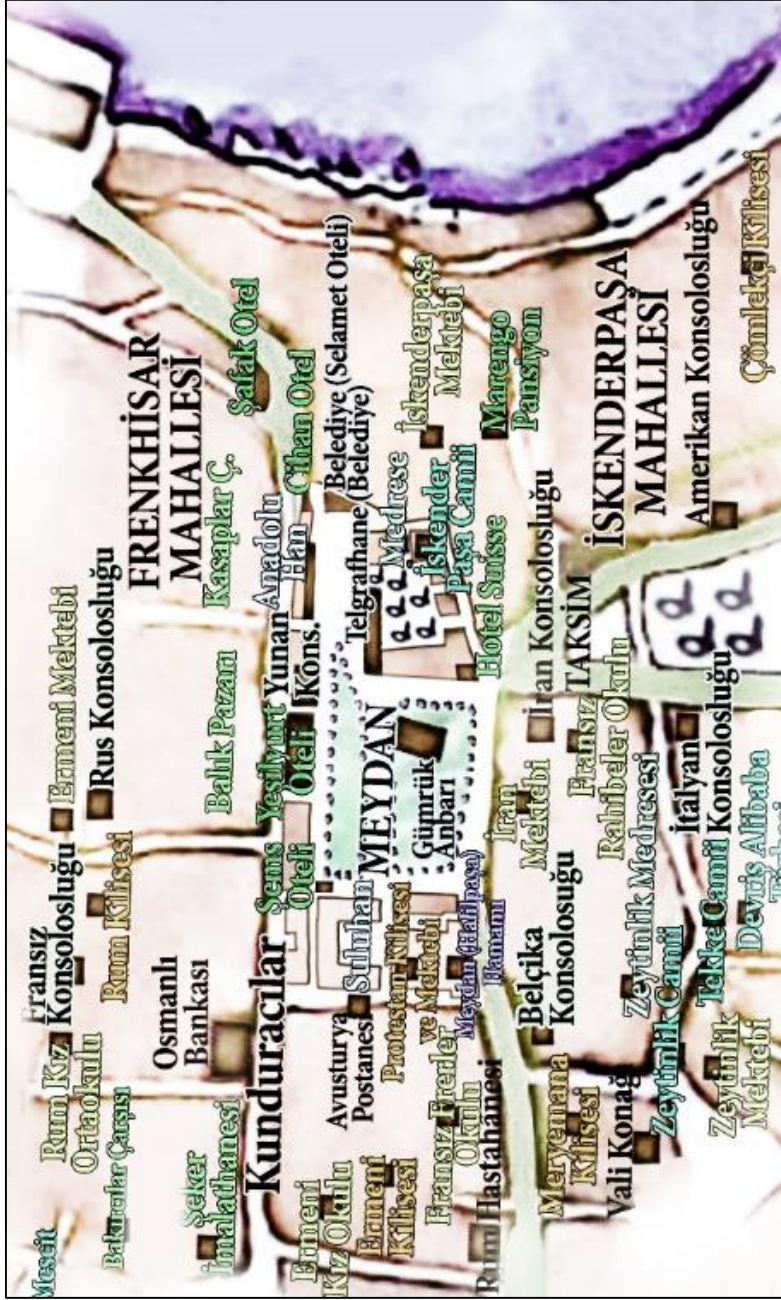 Mescit
Bakırcılar Çarşısı
Rum Kız
Ortaokulu
Fransız
Konsolosluğu
Ermeni Mektebi
Rus Konsolosluğu
Rum Kilisesi
Osmanlı
Bankası
Şeker
İmalathanesi
Balık Pazarı
Kasaplar Ç.
FRENKHİSAR
MAHALLESİ
Şafak Otel
Kunduracılar
Şems
Oteli
Yeşilyurt
Oteli
Yunan
Kons.
Anadolu
Han
Cihan Otel
Belediye (Selamet Oteli)
Telgrafhane (Belediye)
Ermeni
Kız Okulu
Ermeni
Kilisesi
Avusturya
Postanesi
Suluhan
Protestan Kilisesi
ve Mektebi
MEYDAN
Gümrük
Anbarı
Medrese
İskender
Paşa Camii
İskenderpaşa
Mektebi
Marengo
Pansiyon
Fransız Frerler
Okulu
Meydan (Halilpaşa)
Hamamı
Hotel Suisse
Rum Hastahanesi
Meryemana
Kilisesi
Vali Konağı
Belçika
Konsolosuğu
İran
Mektebi
İran Konsolosluğu
TAKSİM
Fransız
Rahibeler Okulu
İSKENDERPAŞA
MAHALLESİ
Amerikan Konsolosluğu
Çömlekçi Kilisesi
Zeytinlik Medresesi
Zeytinlik Camii
İtalyan
Konsolosluğu
Tekke Camii
Zeytinlik
Mektebi
Devriş Alibaba